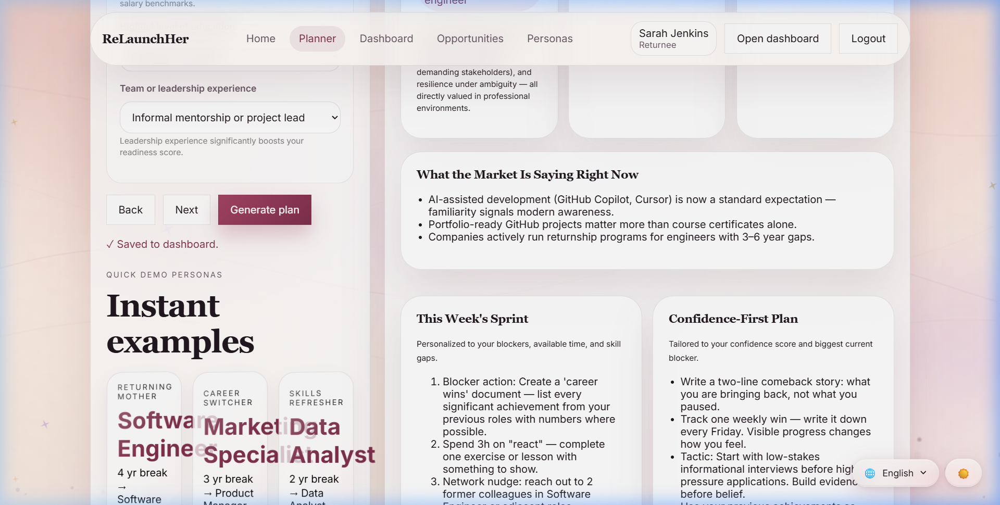 salary benchmarks.
engineer
ReLaunchHer
Home
Planner
Dashboard
Opportunities
Personas
Sarah Jenkins
Returnee
Open dashboard
Logout
Team or leadership experience
Informal mentorship or project lead
Leadership experience significantly boosts your
readiness score.
Back
Next
Generate plan
✓ Saved to dashboard.
QUICK DEMO PERSONAS
Instant
examples
RETURNING
MOTHER
Software
Engineer
4 yr break
→
Software
CAREER
SWITCHER
Marketing
Specialist
3 yr break
→ Product
Manager
SKILLS
REFRESHER
Data
Analyst
2 yr break
→ Data
Analyst
demanding stakeholders), and
resilience under ambiguity — all
directly valued in professional
environments.
What the Market Is Saying Right Now
• AI-assisted development (GitHub Copilot, Cursor) is now a standard expectation —
familiarity signals modern awareness.
• Portfolio-ready GitHub projects matter more than course certificates alone.
• Companies actively run returnship programs for engineers with 3–6 year gaps.
This Week's Sprint
Personalized to your blockers, available time, and skill
gaps.
1. Blocker action: Create a 'career
wins' document — list every
significant achievement from your
previous roles with numbers where
possible.
2. Spend 3h on "react" — complete
one exercise or lesson with
something to show.
3. Network nudge: reach out to 2
former colleagues in Software
Engineer or adjacent roles
Confidence-First Plan
Tailored to your confidence score and biggest current
blocker.
• Write a two-line comeback story: what
you are bringing back, not what you
paused.
• Track one weekly win — write it down
every Friday. Visible progress changes
how you feel.
• Tactic: Start with low-stakes
informational interviews before high
pressure applications. Build evidence
before belief.
English